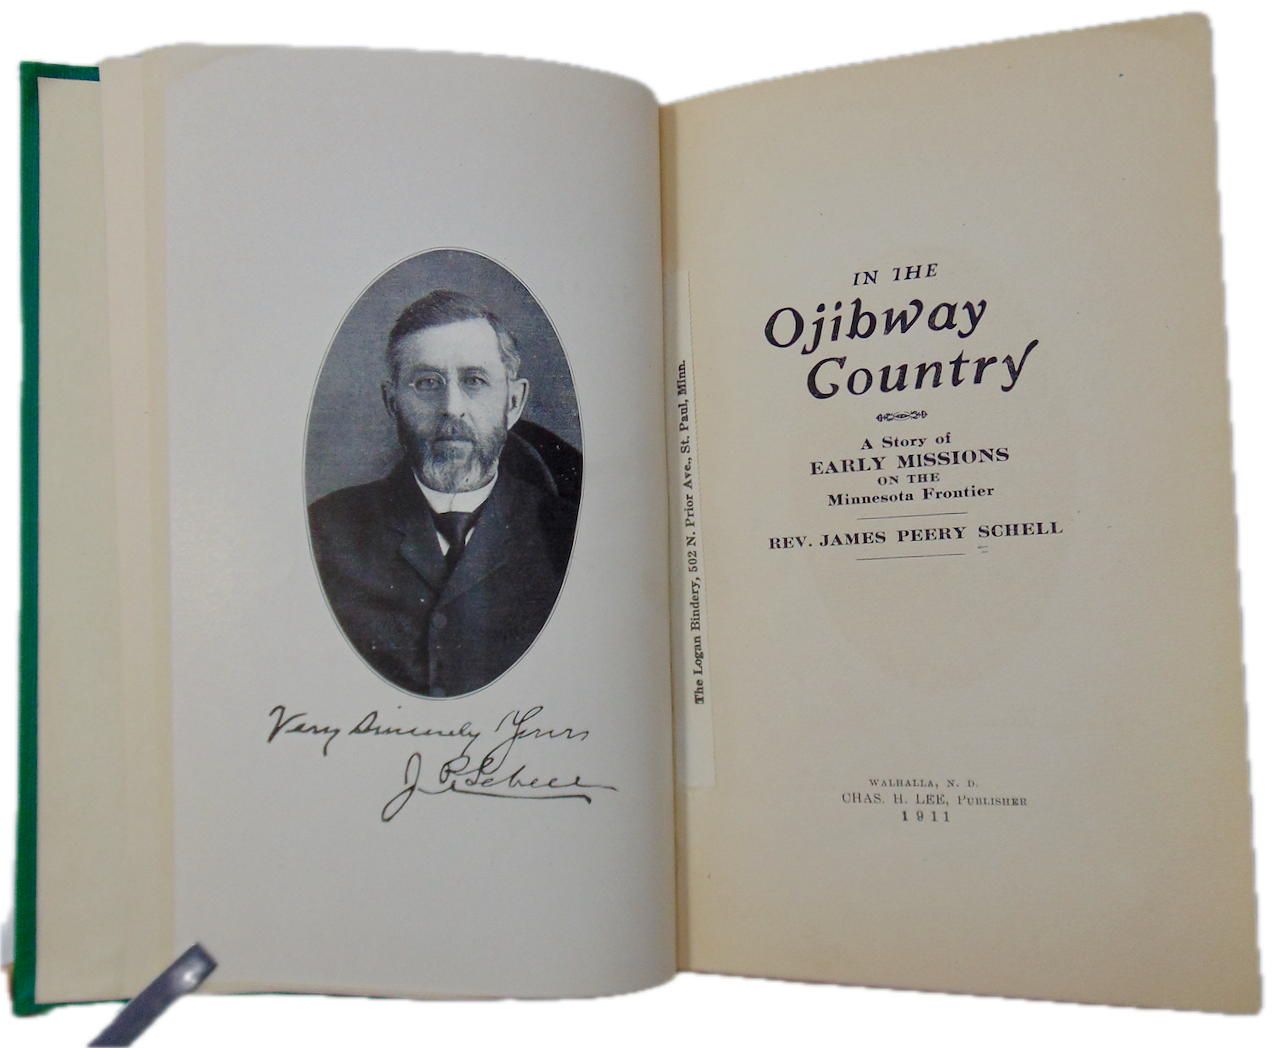 Very Sincerely Yours
J. P. Schell
The Logan Bindery, 502 N. Prior Ave., St. Paul, Minn.
IN THE
Ojibway
Country
A Story of
EARLY MISSIONS
ON THE
Minnesota Frontier
REV. JAMES PEERY SCHELL
WALHALLA, N. D.
CHAS. H. LEE, PUBLISHER
1911